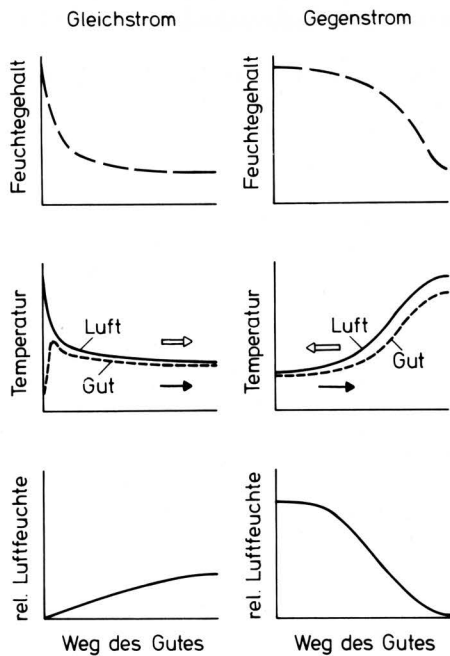 Gleichstrom
Gegenstrom
Feuchtegehalt
Feuchtegehalt
Temperatur
Luft
Gut
Temperatur
Luft
Gut
rel. Luftfeuchte
rel. Luftfeuchte
Weg des Gutes
Weg des Gutes